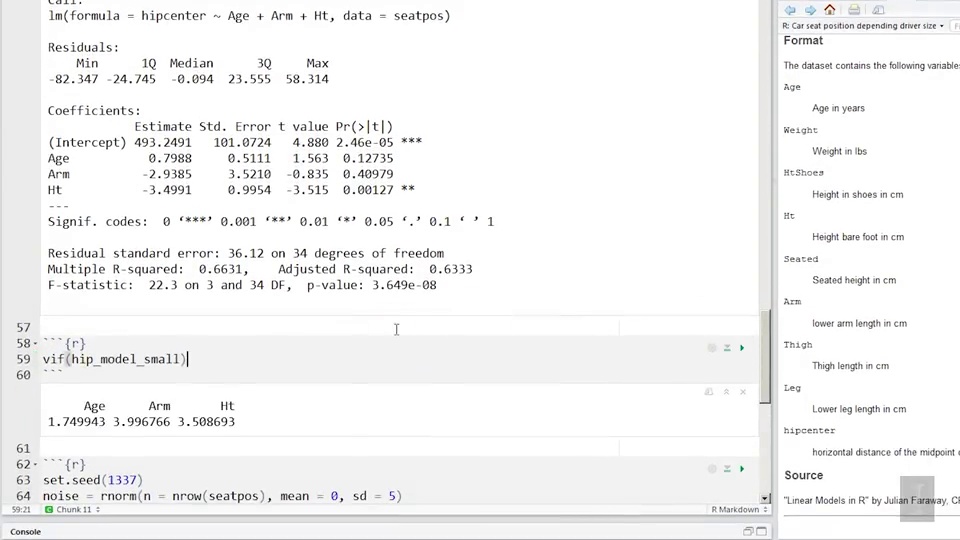 Call:
lm(formula = hipcenter ~ Age + Arm + Ht, data = seatpos)
Residuals:
Min 1Q Median 3Q Max
-82.347 -24.745 -0.094 23.555 58.314
Coefficients:
Estimate Std. Error t value Pr(>|t|)
(Intercept) 493.2491 101.0724 4.880 2.46e-05 ***
Age 0.7988 0.5111 1.563 0.12735
Arm -2.9385 3.5210 -0.835 0.40979
Ht -3.4991 0.9954 -3.515 0.00127 **
---
Signif. codes: 0 ‘***’ 0.001 ‘**’ 0.01 ‘*’ 0.05 ‘.’ 0.1 ‘ ’ 1
Residual standard error: 36.12 on 34 degrees of freedom
Multiple R-squared: 0.6631, Adjusted R-squared: 0.6333
F-statistic: 22.3 on 3 and 34 DF, p-value: 3.649e-08
57
58 ```{r}
59 vif(hip_model_small)
60 ```
Age Arm Ht
1.749943 3.996766 3.508693
61
62 ```{r}
63 set.seed(1337)
64 noise = rnorm(n = nrow(seatpos), mean = 0, sd = 5)
59:21 Chunk 11 R Markdown
Console
R: Car seat position depending driver size
Format
The dataset contains the following variables
Age
Age in years
Weight
Weight in lbs
HtShoes
Height in shoes in cm
Ht
Height bare foot in cm
Seated
Seated height in cm
Arm
lower arm length in cm
Thigh
Thigh length in cm
Leg
Lower leg length in cm
hipcenter
horizontal distance of the midpoint
Source
"Linear Models in R" by Julian Faraway,